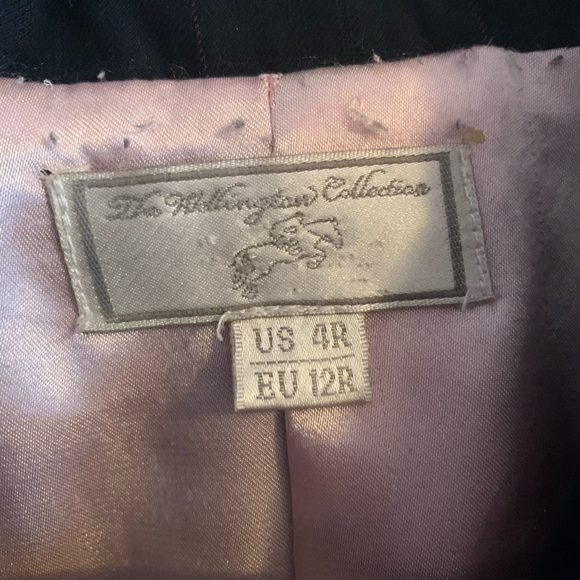 The Wellington Collection
US 4R
EU 12R